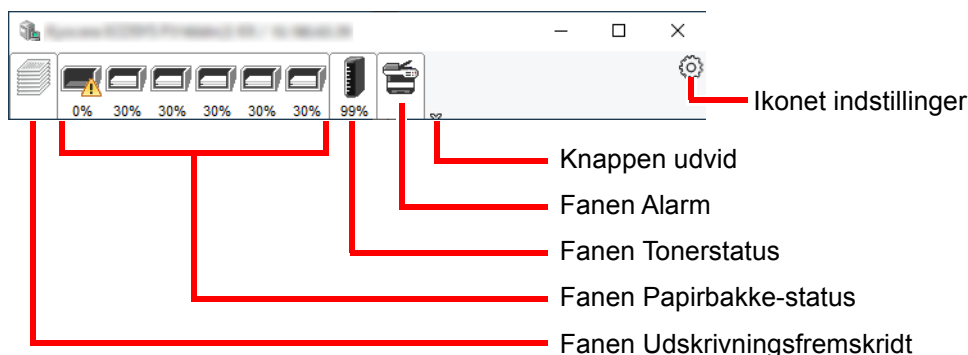 0% 30% 30% 30% 30% 30% 99%
Ikonet indstillinger
Knappen udvid
Fanen Alarm
Fanen Tonerstatus
Fanen Papirbakke-status
Fanen Udskrivningsfremskridt